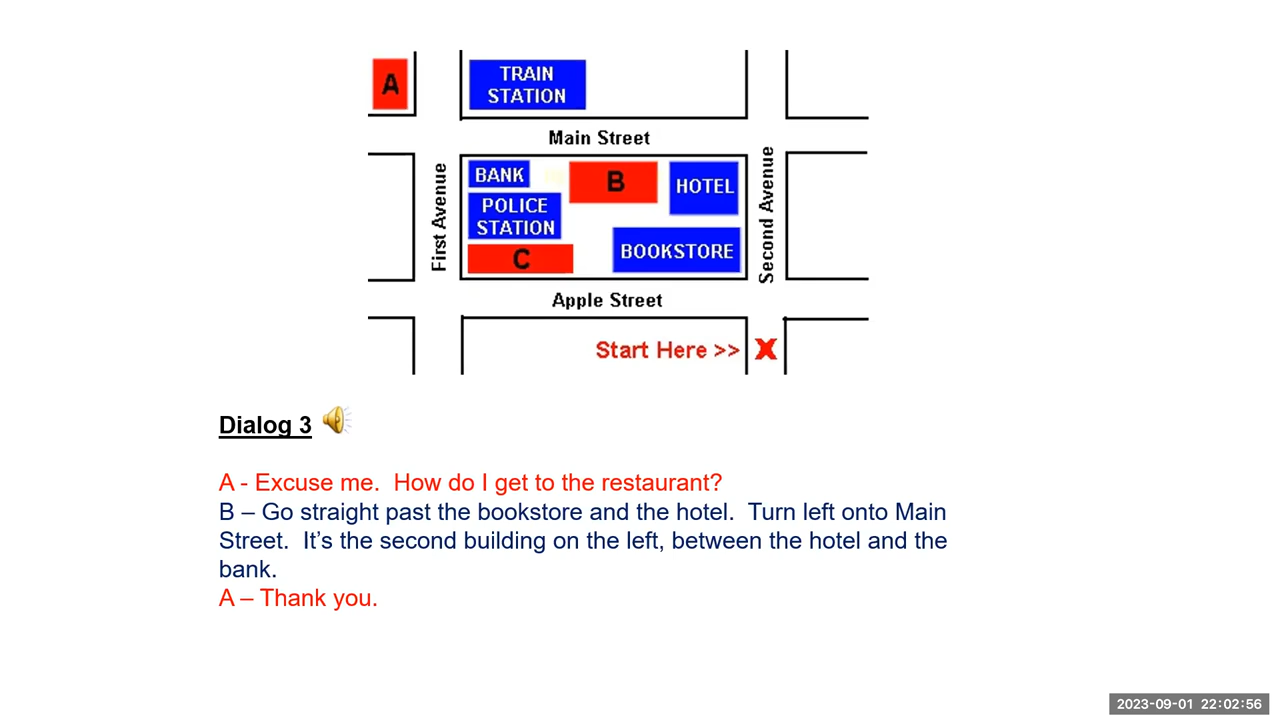 A
TRAIN
STATION
Main Street
BANK
B
HOTEL
POLICE
STATION
First Avenue
Second Avenue
C
BOOKSTORE
Apple Street
Start Here >> X
Dialog 3
A - Excuse me.  How do I get to the restaurant?
B – Go straight past the bookstore and the hotel.  Turn left onto Main
Street.  It’s the second building on the left, between the hotel and the
bank.
A – Thank you.
2023-09-01 22:02:56